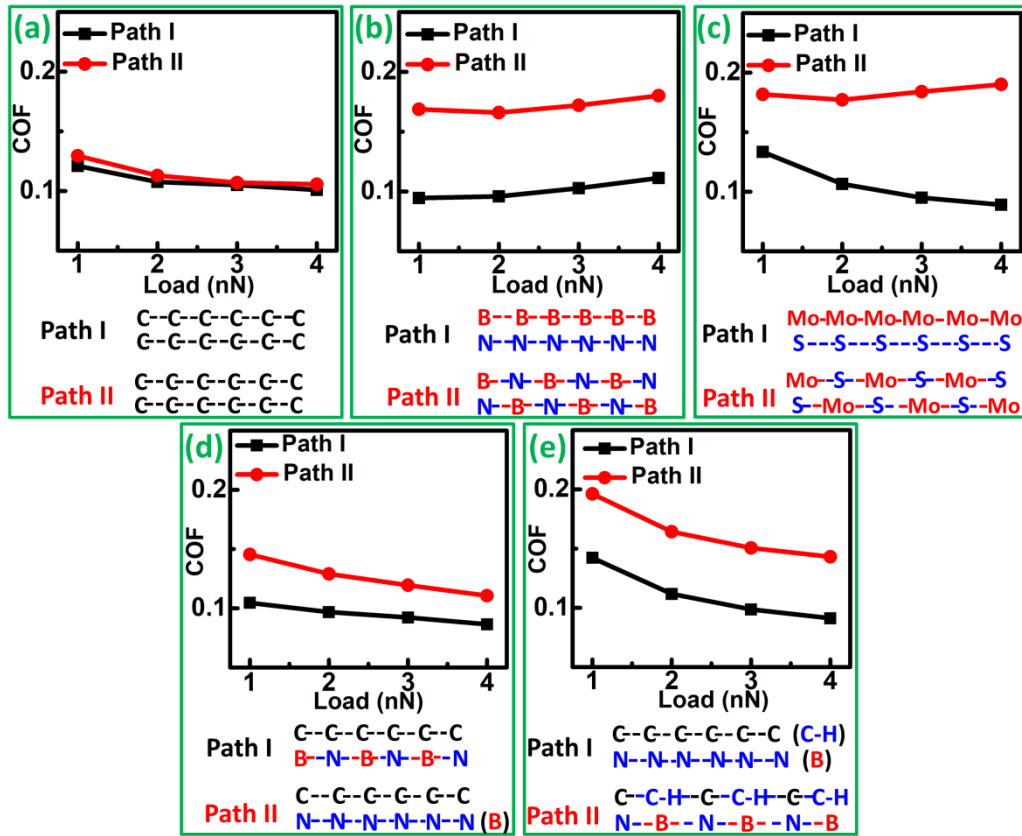 (a)
Path I
Path II
0.2
0.1
COF
1 2 3 4
Load (nN)
Path I
C--C--C--C--C--C
C--C--C--C--C--C
Path II
C--C--C--C--C--C
C--C--C--C--C--C
(b)
Path I
Path II
0.2
0.1
1 2 3 4
Load (nN)
Path I
B--B--B--B--B--B
N--N--N--N--N--N
Path II
B--N--B--N--B--N
N--B--N--B--N--B
(c)
Path I
Path II
0.2
0.1
1 2 3 4
Load (nN)
Path I
Mo-Mo-Mo-Mo-Mo-Mo
S---S---S---S---S---S
Path II
Mo--S--Mo--S--Mo--S
S--Mo--S--Mo--S--Mo
(d)
Path I
Path II
0.2
0.1
COF
1 2 3 4
Load (nN)
Path I
C--C--C--C--C--C
B--N--B--N--B--N
Path II
C--C--C--C--C--C
N--N--N--N--N--N (B)
(e)
Path I
Path II
0.2
0.1
COF
1 2 3 4
Load (nN)
Path I
C--C--C--C--C--C (C-H)
N--N--N--N--N--N (B)
Path II
C--C-H--C--C-H--C--C-H
N--B--N--B--N--B